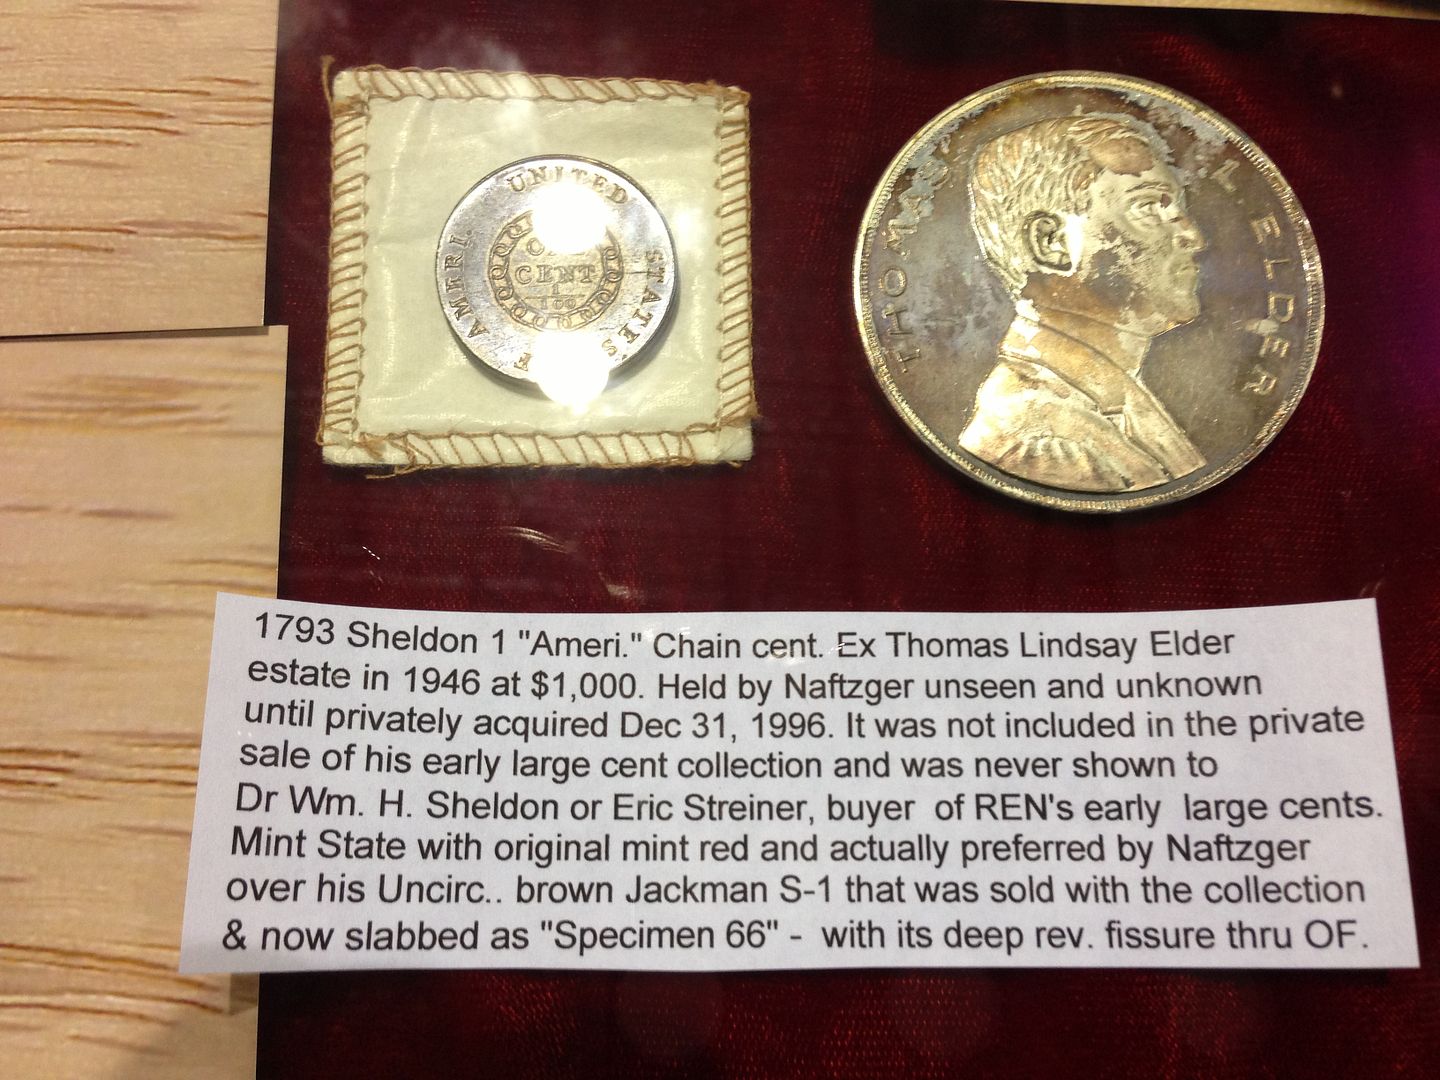 UNITED
STATES
AMERI.
CENT
1
100
THOMAS L ELDER
1793 Sheldon 1 "Ameri." Chain cent. Ex Thomas Lindsay Elder
estate in 1946 at $1,000. Held by Naftzger unseen and unknown
until privately acquired Dec 31, 1996. It was not included in the private
sale of his early large cent collection and was never shown to
Dr Wm. H. Sheldon or Eric Streiner, buyer of REN's early large cents.
Mint State with original mint red and actually preferred by Naftzger
over his Uncirc.. brown Jackman S-1 that was sold with the collection
& now slabbed as "Specimen 66" - with its deep rev. fissure thru OF.